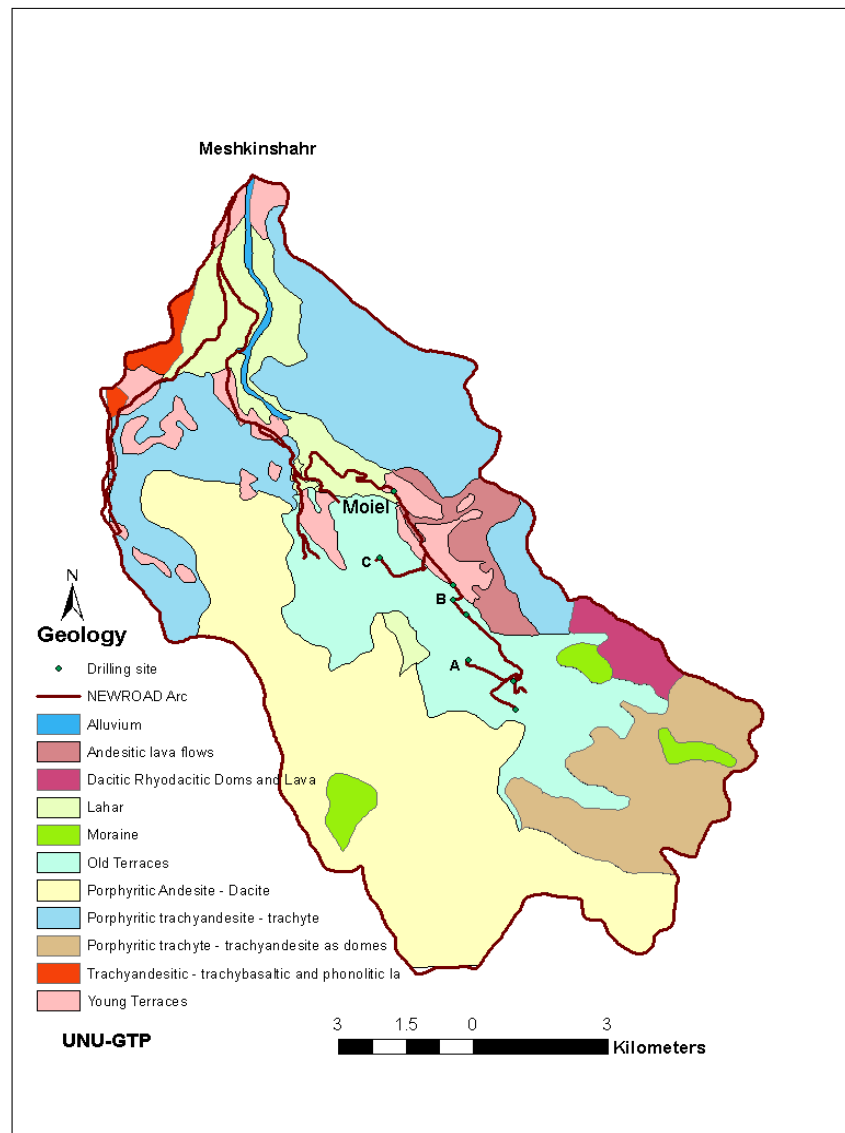 Meshkinshahr
Moiel
C
B
A
N
Geology
Drilling site
NEWROAD Arc
Alluvium
Andesitic lava flows
Dacitic Rhyodacitic Doms and Lava
Lahar
Moraine
Old Terraces
Porphyritic Andesite - Dacite
Porphyritic trachyandesite - trachyte
Porphyritic trachyte - trachyandesite as domes
Trachyandesitic - trachybasaltic and phonolitic la
Young Terraces
UNU-GTP
3 1.5 0 3
Kilometers